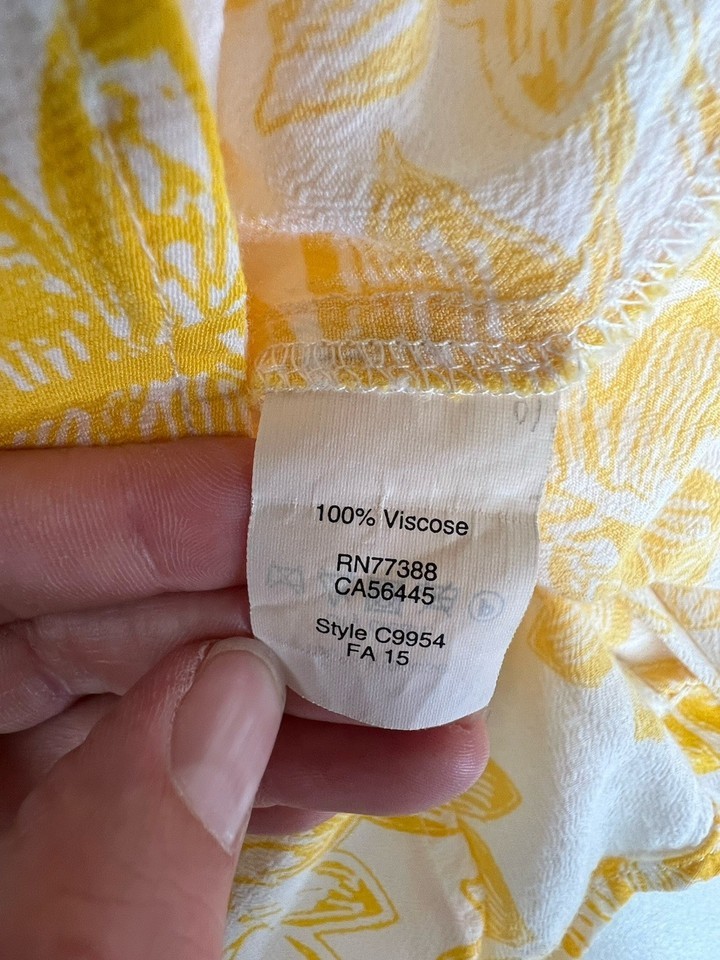 100% Viscose
RN77388
CA56445
Style C9954
FA 15